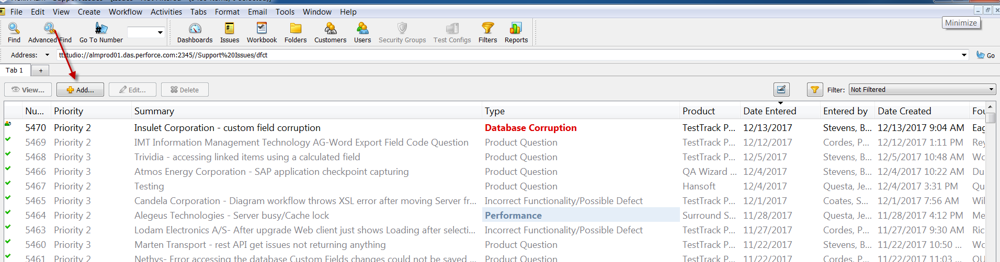 File Edit View Create Workflow Activities Tabs Format Email Tools Window Help
Minimize
Find Advanced Find Go To Number Dashboards Issues Workbook Folders Customers Users Security Groups Test Configs Filters Reports
Address: ttstudio://almprod01.das.perforce.com:2345//Support%20Issues/dfct Go
Tab 1 +
View... Add... Edit... Delete Filter: Not Filtered
Nu... Priority Summary Type Product Date Entered Entered by Date Created Fou
5470 Priority 2 Insulet Corporation - custom field corruption Database Corruption TestTrack P... 12/13/2017 Stevens, B... 12/13/2017 9:04 AM Eag
5469 Priority 2 IMT Information Management Technology AG-Word Export Field Code Question Product Question TestTrack P... 12/12/2017 Cordes, P... 12/12/2017 1:11 PM Rey
5468 Priority 3 Trividia - accessing linked items using a calculated field Product Question TestTrack P... 12/5/2017 Stevens, B... 12/5/2017 10:48 AM Wo
5466 Priority 3 Atmos Energy Corporation - SAP application checkpoint capturing Product Question QA Wizard ... 12/4/2017 Stevens, B... 12/4/2017 10:22 AM Du
5467 Priority 2 Testing Product Question Hansoft 12/4/2017 Questa, Je... 12/4/2017 3:31 PM Qu
5465 Priority 3 Candela Corporation - Diagram workflow throws XSL error after moving Server fr... Incorrect Functionality/Possible Defect TestTrack P... 12/1/2017 Coates, S... 12/1/2017 7:56 AM Wil
5464 Priority 2 Alegeus Technologies - Server busy/Cache lock Performance Surround S... 11/28/2017 Questa, Je... 11/28/2017 4:12 PM Me
5463 Priority 2 Lodam Electronics A/S- After upgrade Web client just shows Loading after selecti... Incorrect Functionality/Possible Defect TestTrack P... 11/27/2017 Cordes, P... 11/27/2017 9:30 AM Ric
5460 Priority 3 Marten Transport - rest API get issues not returning anything Product Question TestTrack P... 11/22/2017 Stevens, B... 11/22/2017 10:50 ... Wo
5461 Priority 2 Nethys- Error accessing the database Custom Fields changes could not be saved ... Product Question TestTrack P... 11/22/2017 Cordes, P... 11/22/2017 11:03 ... QU